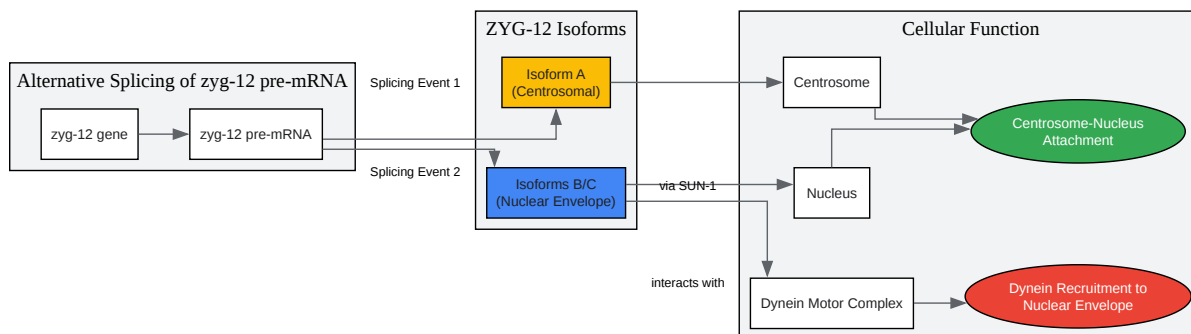 Alternative Splicing of zyg-12 pre-mRNA
zyg-12 gene
zyg-12 pre-mRNA
Splicing Event 1
Splicing Event 2
ZYG-12 Isoforms
Isoform A
(Centrosomal)
Isoforms B/C
(Nuclear Envelope)
via SUN-1
interacts with
Cellular Function
Centrosome
Nucleus
Dynein Motor Complex
Centrosome-Nucleus
Attachment
Dynein Recruitment to
Nuclear Envelope